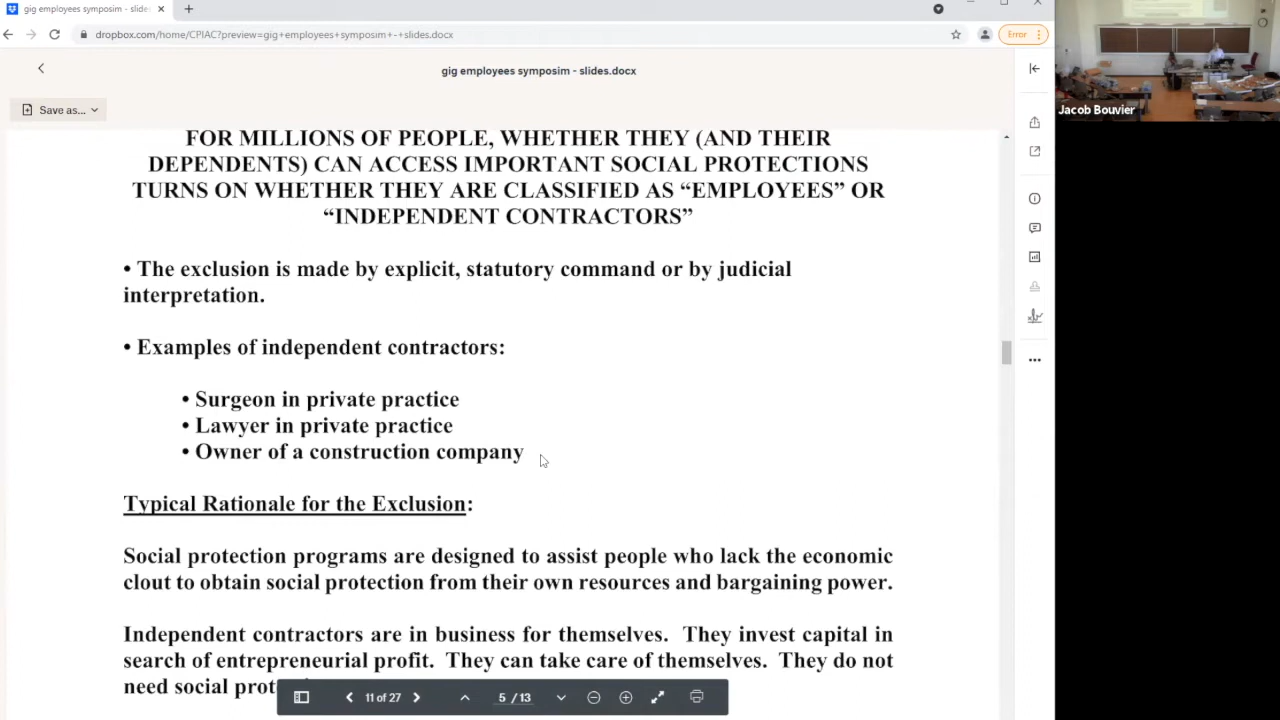 gig employees symposim - slides
dropbox.com/home/CPIAC?preview=gig+employees+symposim+-+slides.docx
Error
gig employees symposim - slides.docx
Save as...
FOR MILLIONS OF PEOPLE, WHETHER THEY (AND THEIR
DEPENDENTS) CAN ACCESS IMPORTANT SOCIAL PROTECTIONS
TURNS ON WHETHER THEY ARE CLASSIFIED AS “EMPLOYEES” OR
“INDEPENDENT CONTRACTORS”
• The exclusion is made by explicit, statutory command or by judicial
interpretation.
• Examples of independent contractors:
• Surgeon in private practice
• Lawyer in private practice
• Owner of a construction company
Typical Rationale for the Exclusion:
Social protection programs are designed to assist people who lack the economic
clout to obtain social protection from their own resources and bargaining power.
Independent contractors are in business for themselves. They invest capital in
search of entrepreneurial profit. They can take care of themselves. They do not
need social
11 of 27
5 / 13
Jacob Bouvier